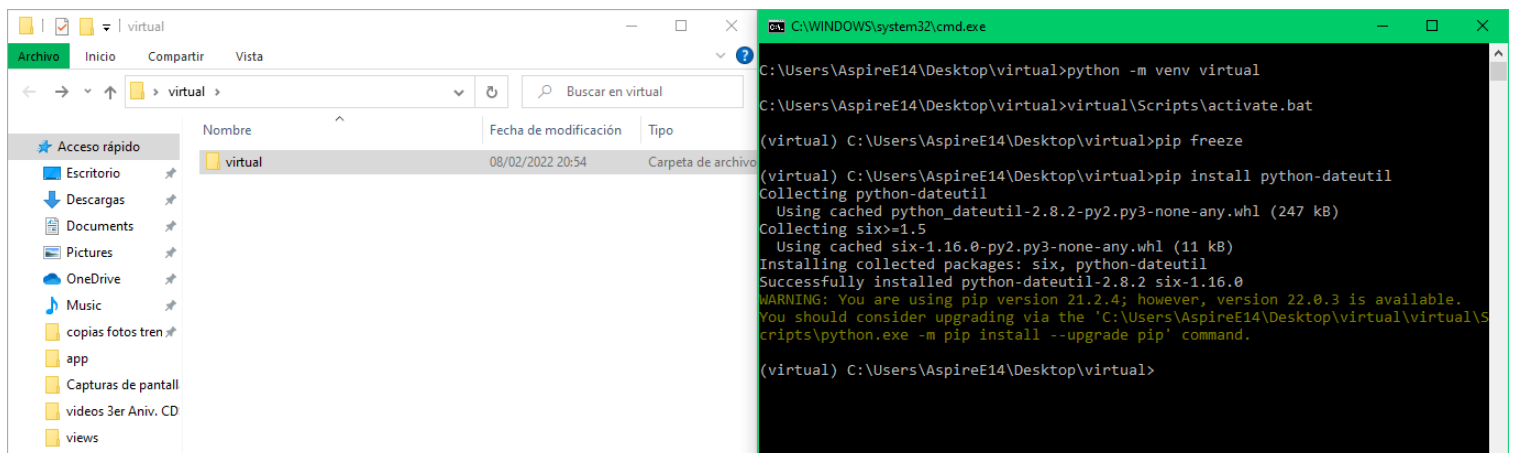 virtual
Archivo Inicio Compartir Vista
virtual
Buscar en virtual
Nombre Fecha de modificación Tipo
virtual 08/02/2022 20:54 Carpeta de archivo
Acceso rápido
Escritorio
Descargas
Documents
Pictures
OneDrive
Music
copias fotos tren
app
Capturas de pantall
videos 3er Aniv. CD
views
C:\WINDOWS\system32\cmd.exe
C:\Users\AspireE14\Desktop\virtual>python -m venv virtual
C:\Users\AspireE14\Desktop\virtual>virtual\Scripts\activate.bat
(virtual) C:\Users\AspireE14\Desktop\virtual>pip freeze
(virtual) C:\Users\AspireE14\Desktop\virtual>pip install python-dateutil
Collecting python-dateutil
  Using cached python_dateutil-2.8.2-py2.py3-none-any.whl (247 kB)
Collecting six>=1.5
  Using cached six-1.16.0-py2.py3-none-any.whl (11 kB)
Installing collected packages: six, python-dateutil
Successfully installed python-dateutil-2.8.2 six-1.16.0
WARNING: You are using pip version 21.2.4; however, version 22.0.3 is available.
You should consider upgrading via the 'C:\Users\AspireE14\Desktop\virtual\virtual\S
cripts\python.exe -m pip install --upgrade pip' command.
(virtual) C:\Users\AspireE14\Desktop\virtual>